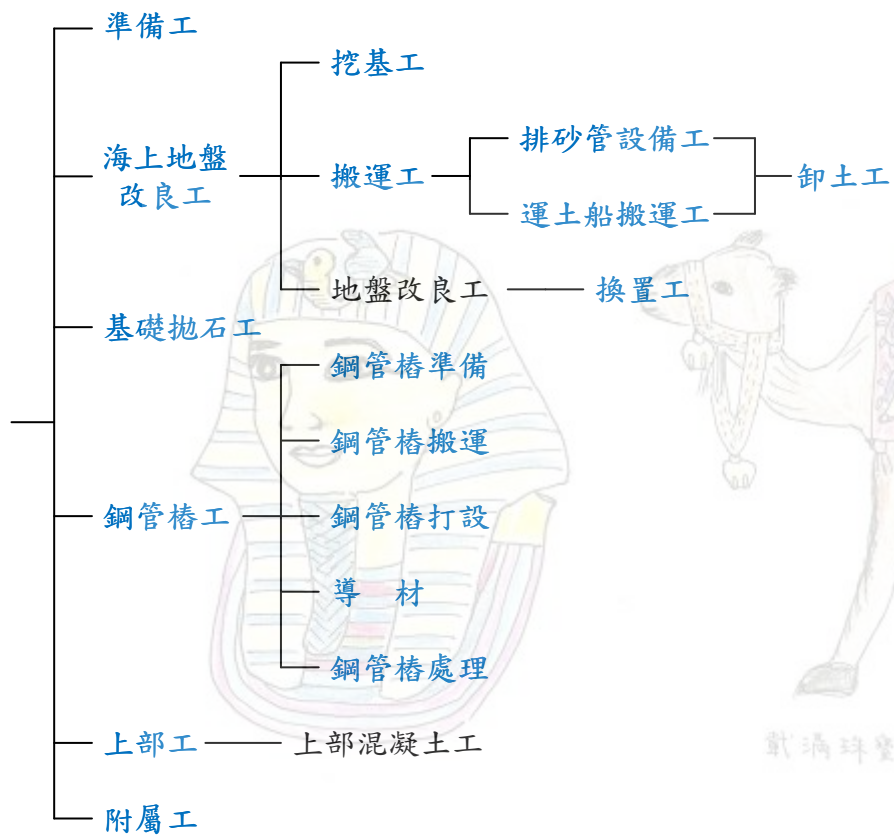 準備工
挖基工
海上地盤
改良工
搬運工
排砂管設備工
運土船搬運工
卸土工
地盤改良工
換置工
基礎拋石工
鋼管樁準備
鋼管樁搬運
鋼管樁工
鋼管樁打設
導 材
鋼管樁處理
上部工
上部混凝土工
附屬工
載滿珠寶